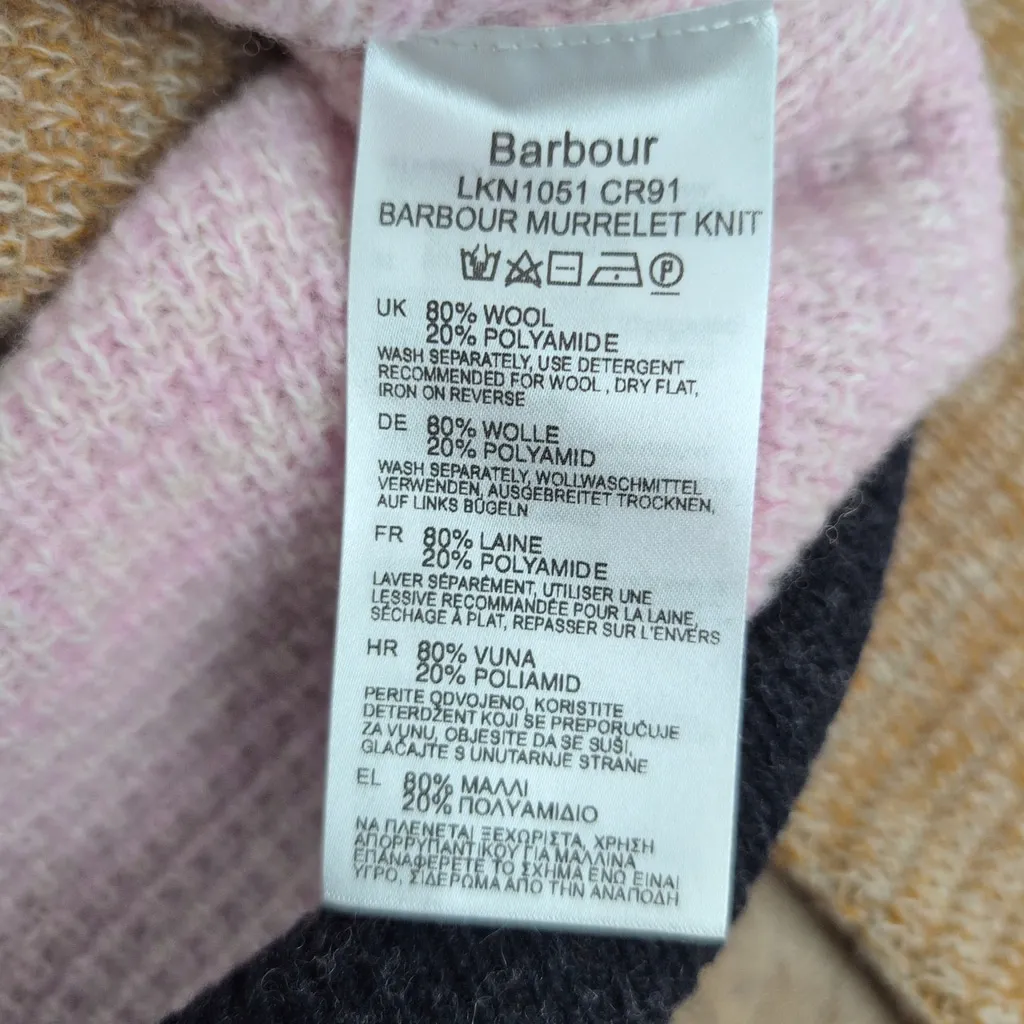 Barbour
LKN1051 CR91
BARBOUR MURRELET KNIT
P
UK 80% WOOL
20% POLYAMIDE
WASH SEPARATELY, USE DETERGENT
RECOMMENDED FOR WOOL , DRY FLAT,
IRON ON REVERSE
DE 80% WOLLE
20% POLYAMID
WASH SEPARATELY, WOLLWASCHMITTEL
VERWENDEN, AUSGEBREITET TROCKNEN,
AUF LINKS BÜGELN
FR 80% LAINE
20% POLYAMIDE
LAVER SÉPARÉMENT, UTILISER UNE
LESSIVE RECOMMANDÉE POUR LA LAINE,
SÉCHAGE À PLAT, REPASSER SUR L'ENVERS
HR 80% VUNA
20% POLIAMID
PERITE ODVOJENO, KORISTITE
DETERDŽENT KOJI SE PREPORUČUJE
ZA VUNU, OBJESITE DA SE SUŠI,
GLAČAJTE S UNUTARNJE STRANE
EL 80% ΜΑΛΛΙ
20% ΠΟΛΥΑΜΙΔΙΟ
ΝΑ ΠΛΕΝΕΤΑΙ ΞΕΧΩΡΙΣΤΑ, ΧΡΗΣΗ
ΑΠΟΡΡΥΠΑΝΤΙΚΟΥ ΓΙΑ ΜΑΛΛΙΝΑ
ΕΠΑΝΑΦΕΡΕΤΕ ΤΟ ΣΧΗΜΑ ΕΝΩ ΕΙΝΑΙ
ΥΓΡΟ, ΣΙΔΕΡΩΜΑ ΑΠΟ ΤΗΝ ΑΝΑΠΟΔΗ